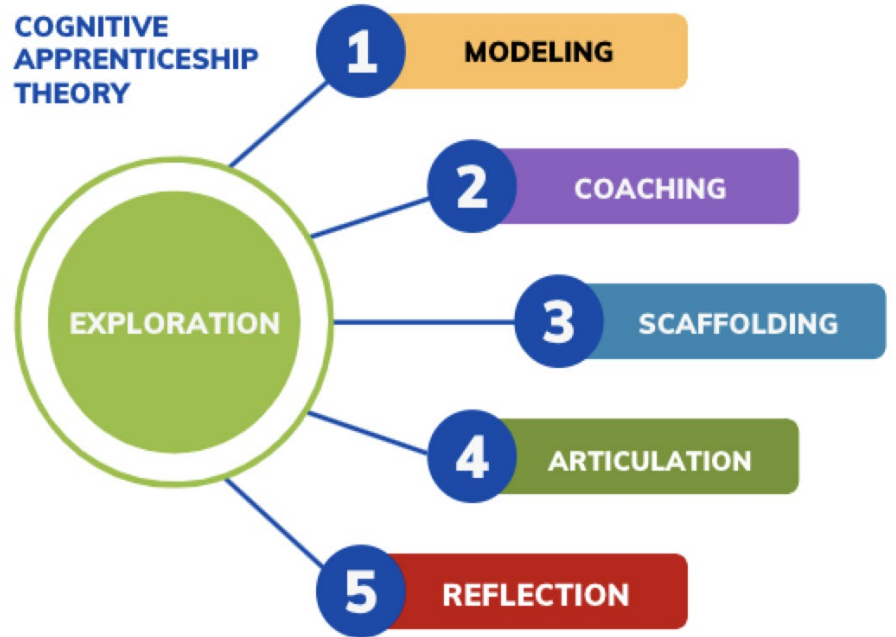 COGNITIVE
APPRENTICESHIP
THEORY
1 MODELING
2 COACHING
EXPLORATION
3 SCAFFOLDING
4 ARTICULATION
5 REFLECTION